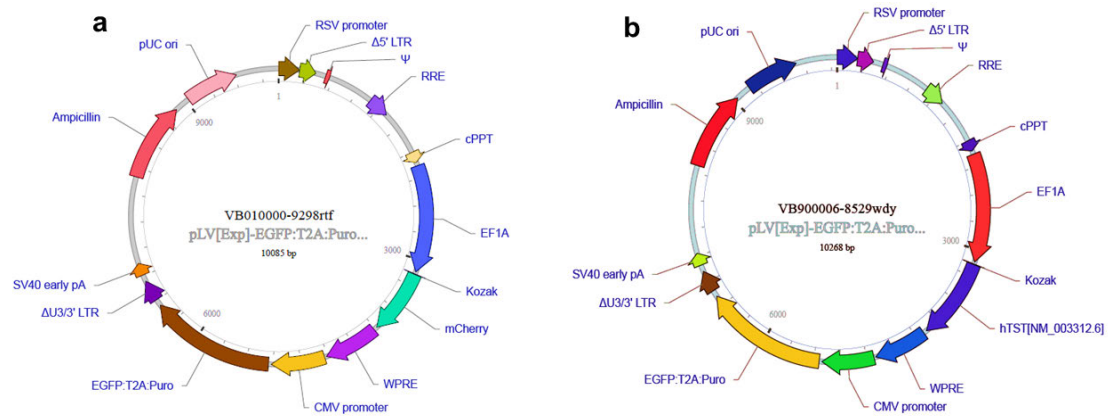 a
RSV promoter
Δ5' LTR
Ψ
RRE
cPPT
EF1A
Kozak
mCherry
WPRE
CMV promoter
EGFP:T2A:Puro
ΔU3/3' LTR
SV40 early pA
Ampicillin
pUC ori
1
3000
6000
9000
VB010000-9298rtf
pLV[Exp]-EGFP:T2A:Puro...
10085 bp
b
RSV promoter
Δ5' LTR
Ψ
RRE
cPPT
EF1A
Kozak
hTST[NM_003312.6]
WPRE
CMV promoter
EGFP:T2A:Puro
ΔU3/3' LTR
SV40 early pA
Ampicillin
pUC ori
1
3000
6000
9000
VB900006-8529wdy
pLV[Exp]-EGFP:T2A:Puro...
10268 bp